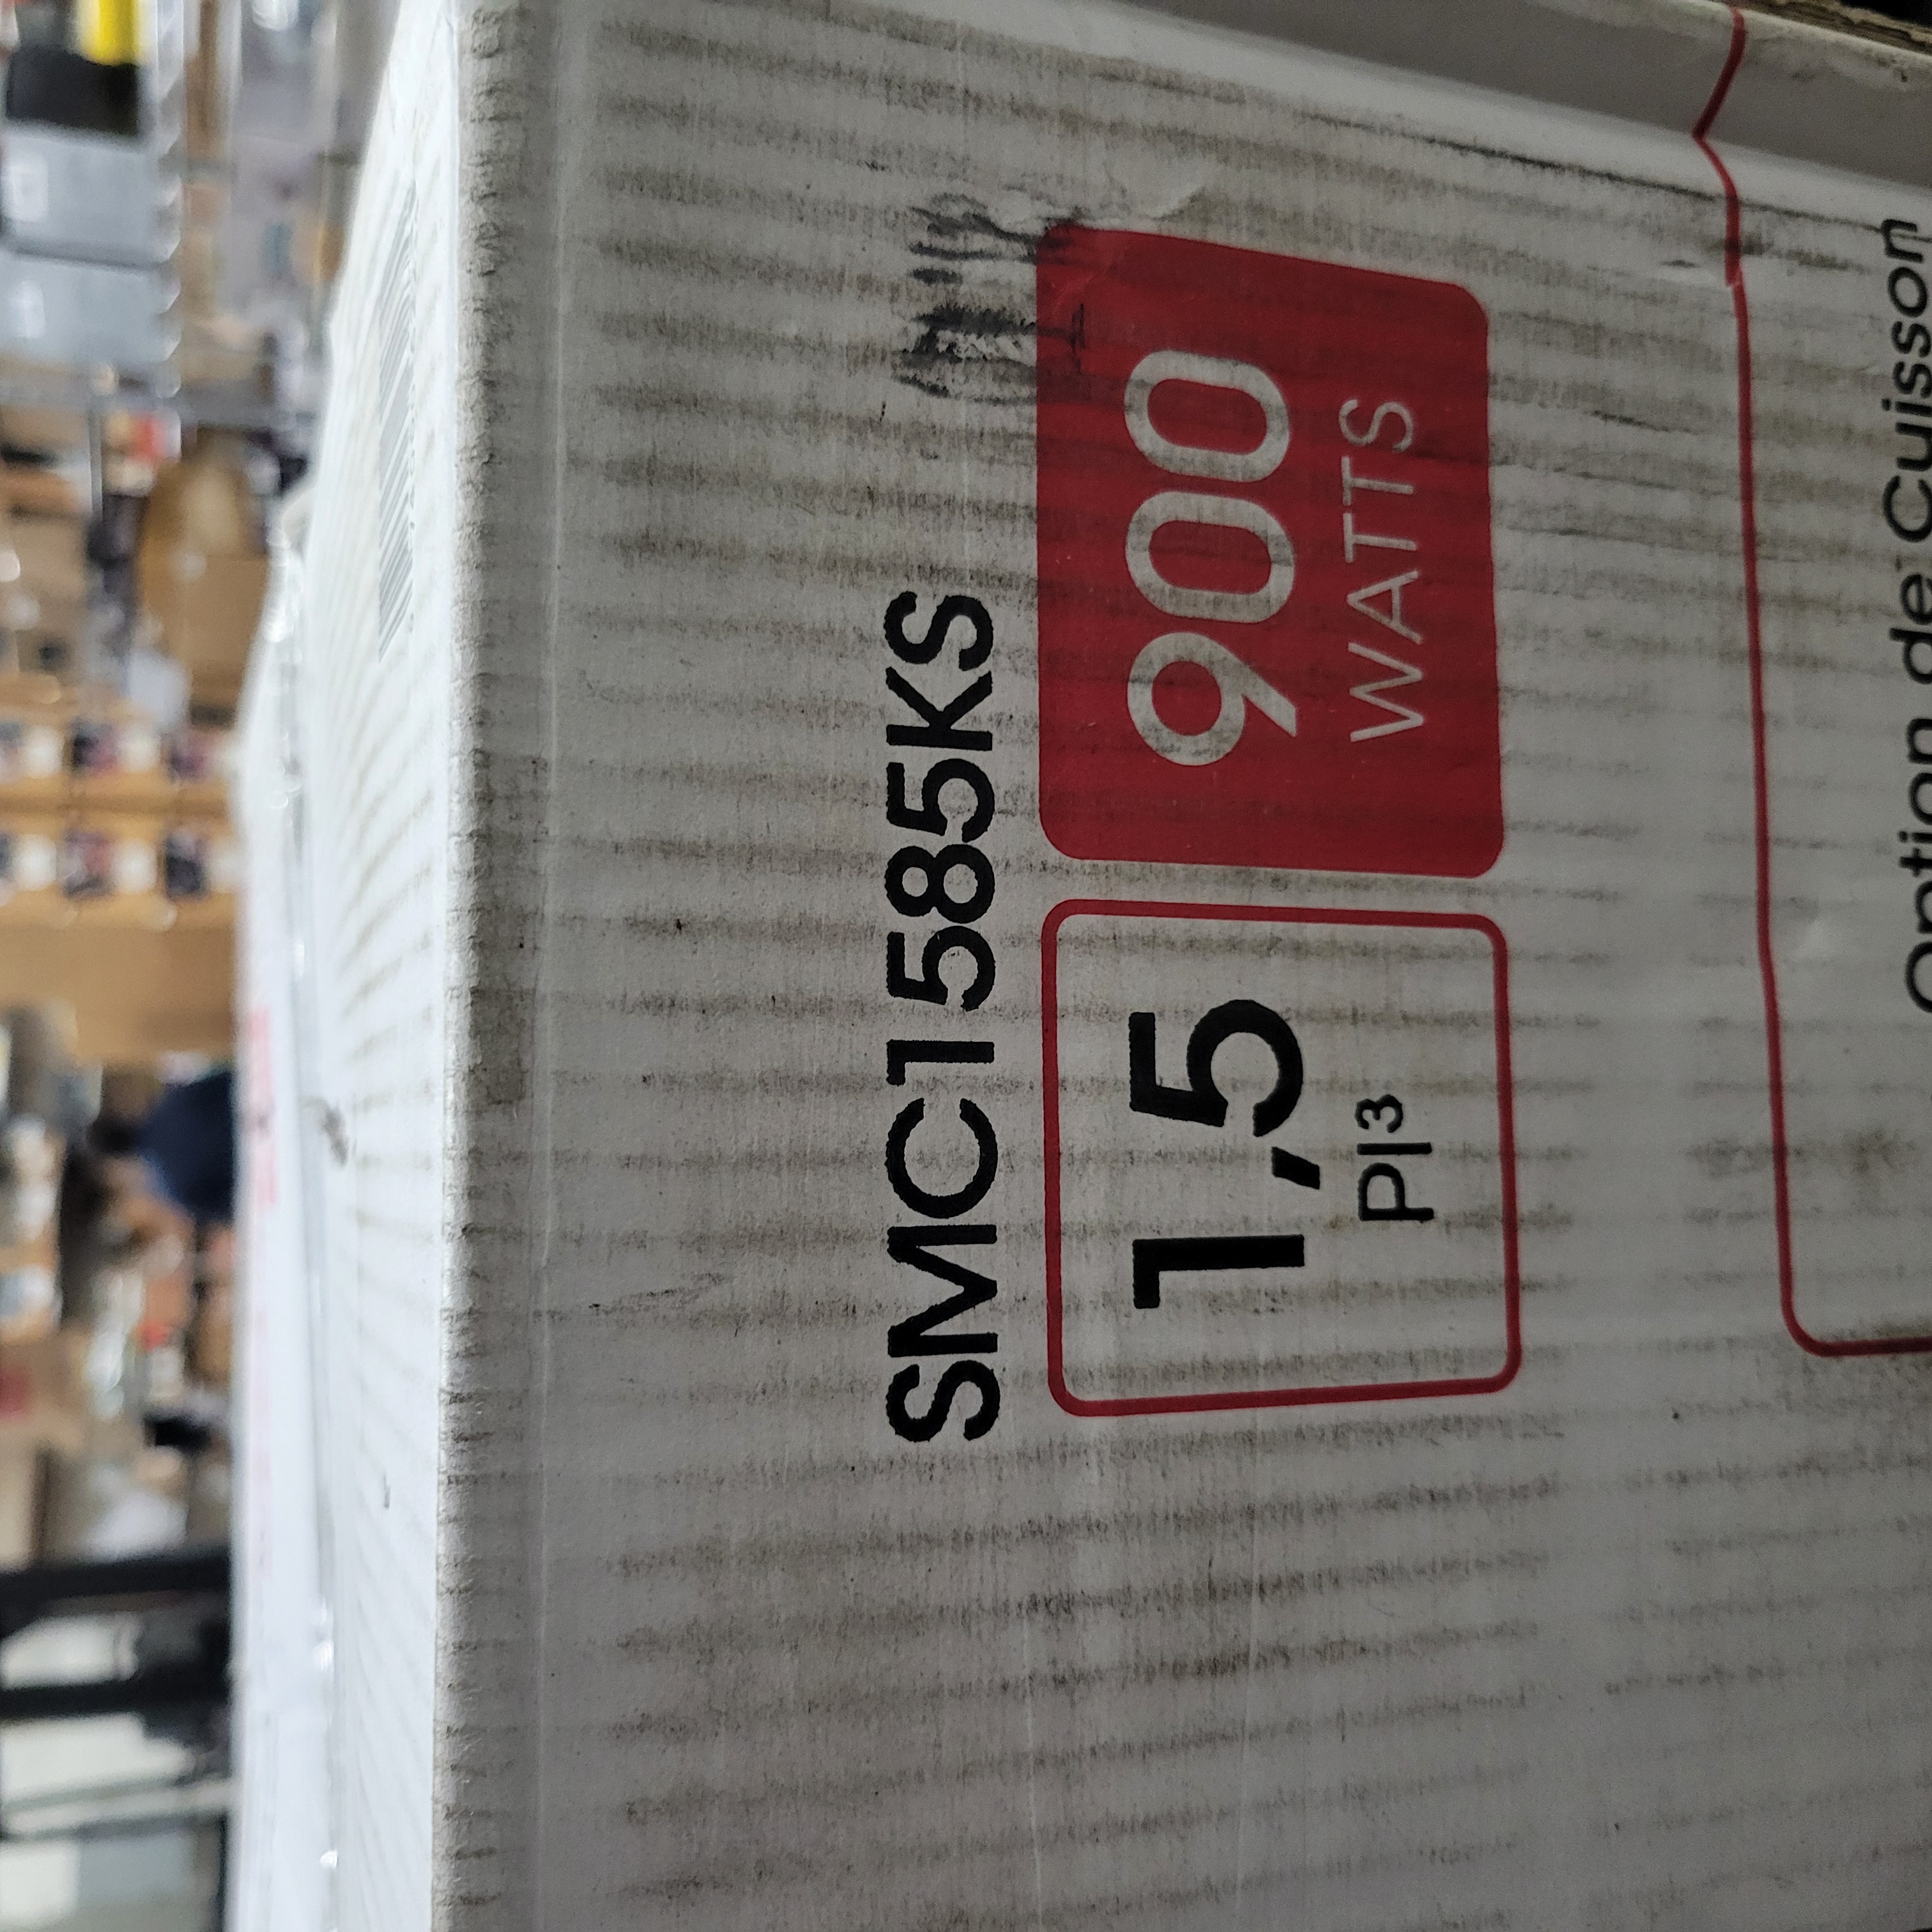 SMC1585KS
1,5
PI³
900
WATTS
Option de Cuisson